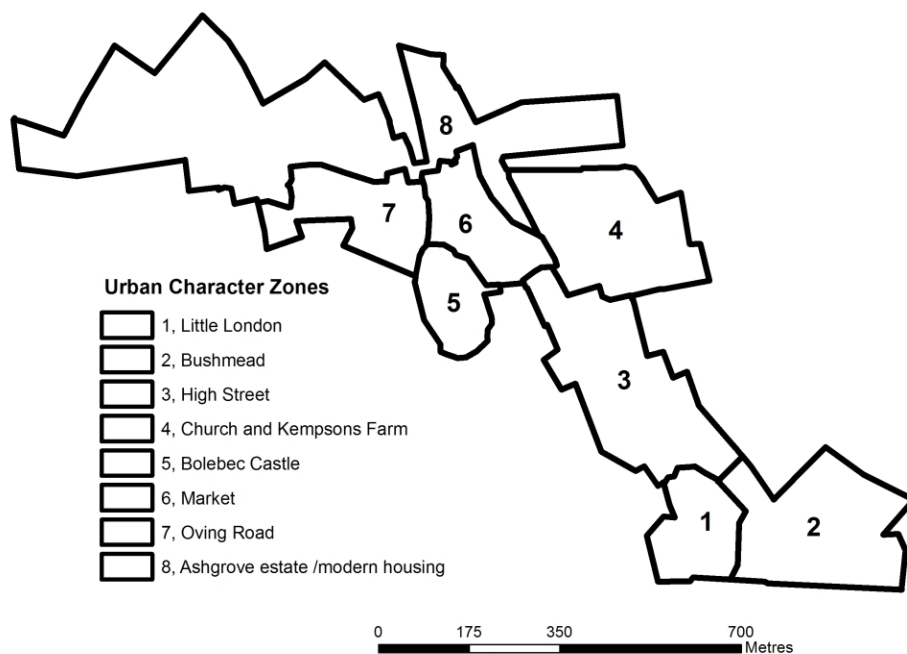 8
7
6
4
5
3
1
2
Urban Character Zones
1, Little London
2, Bushmead
3, High Street
4, Church and Kempsons Farm
5, Bolebec Castle
6, Market
7, Oving Road
8, Ashgrove estate /modern housing
0 175 350 700
Metres